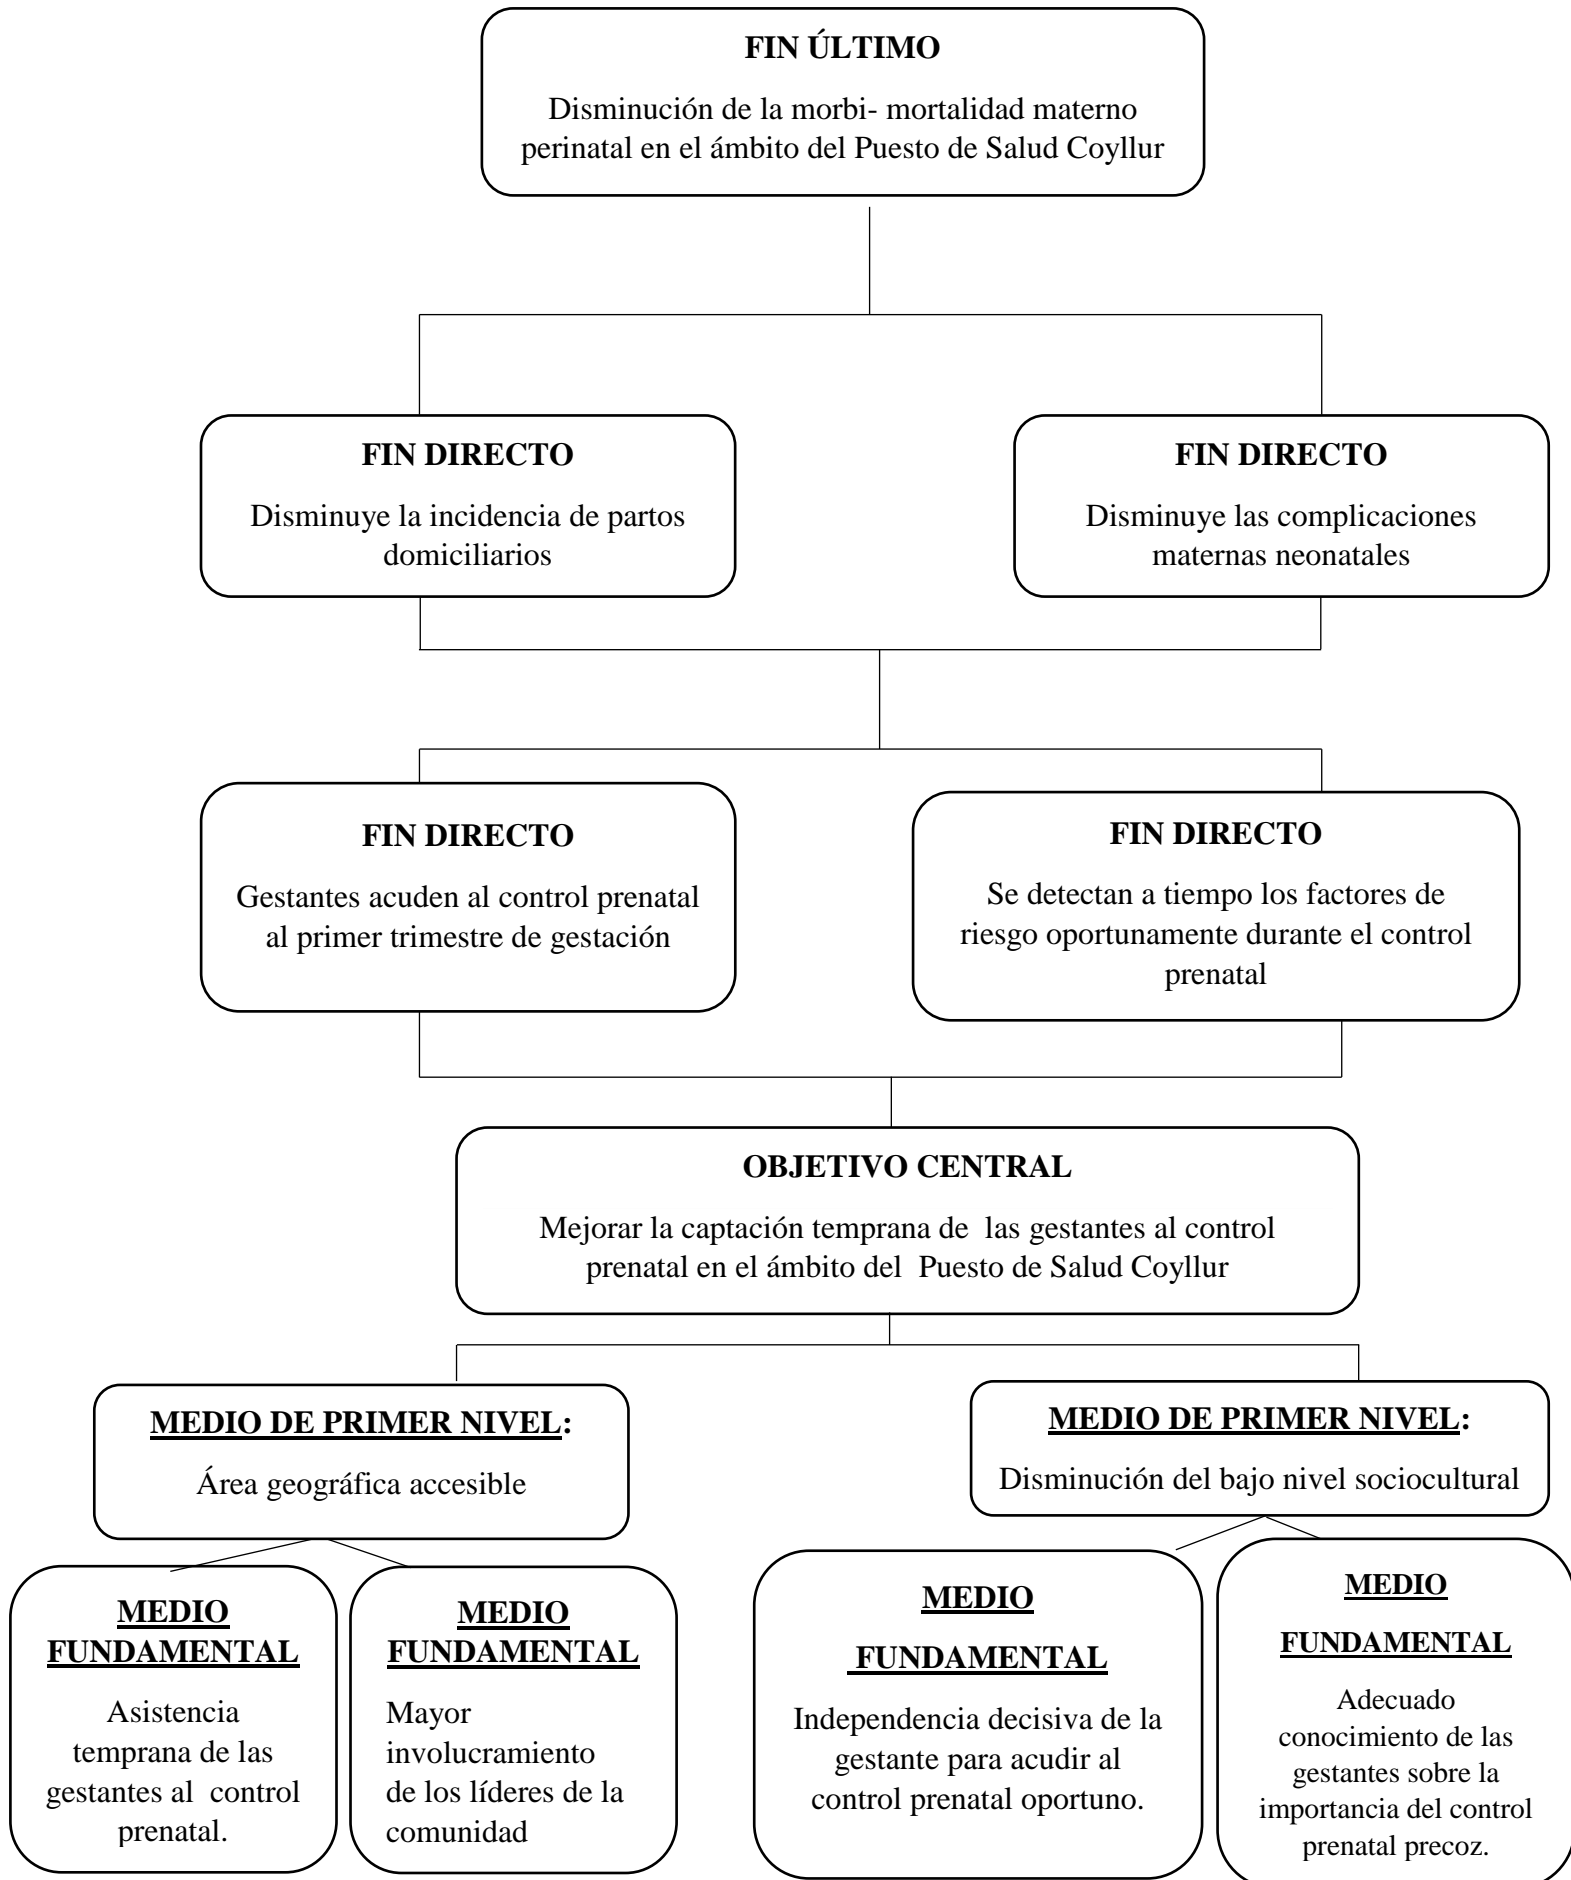 FIN ÚLTIMO
Disminución de la morbi- mortalidad materno
perinatal en el ámbito del Puesto de Salud Coyllur
FIN DIRECTO
Disminuye la incidencia de partos
domiciliarios
FIN DIRECTO
Disminuye las complicaciones
maternas neonatales
FIN DIRECTO
Gestantes acuden al control prenatal
al primer trimestre de gestación
FIN DIRECTO
Se detectan a tiempo los factores de
riesgo oportunamente durante el control
prenatal
OBJETIVO CENTRAL
Mejorar la captación temprana de las gestantes al control
prenatal en el ámbito del Puesto de Salud Coyllur
MEDIO DE PRIMER NIVEL:
Área geográfica accesible
MEDIO DE PRIMER NIVEL:
Disminución del bajo nivel sociocultural
MEDIO
FUNDAMENTAL
Asistencia
temprana de las
gestantes al control
prenatal.
MEDIO
FUNDAMENTAL
Mayor
involucramiento
de los líderes de la
comunidad
MEDIO
FUNDAMENTAL
Independencia decisiva de la
gestante para acudir al
control prenatal oportuno.
MEDIO
FUNDAMENTAL
Adecuado
conocimiento de las
gestantes sobre la
importancia del control
prenatal precoz.